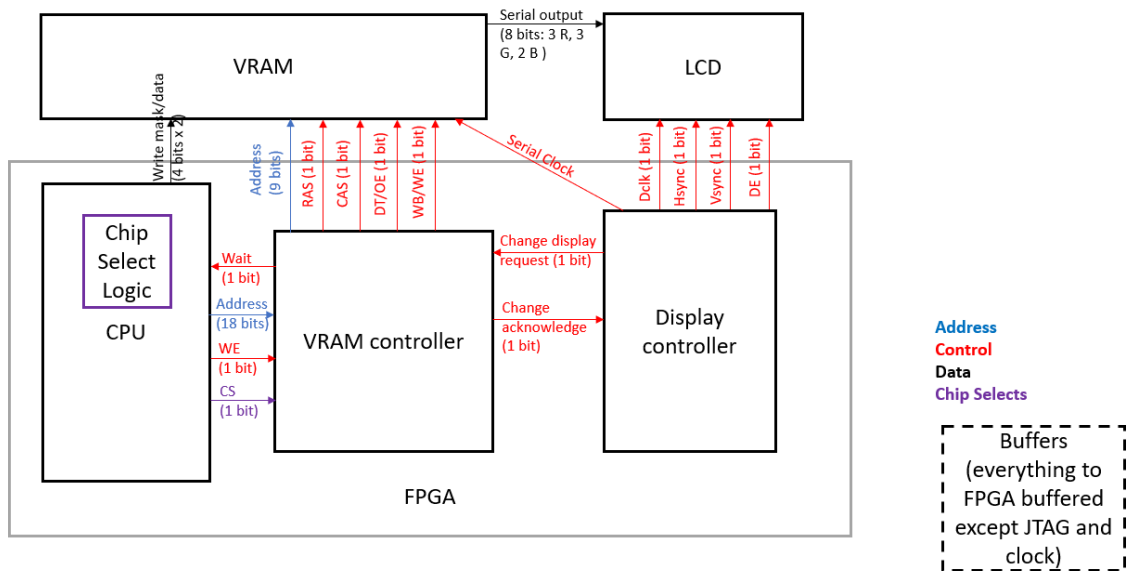 Serial output
(8 bits: 3 R, 3
G, 2 B )
VRAM
LCD
Write mask/data
(4 bits x 2)
Address
(9 bits)
RAS (1 bit)
CAS (1 bit)
DT/OE (1 bit)
WB/WE (1 bit)
Serial Clock
Dclk (1 bit)
Hsync(1 bit)
Vsync (1 bit)
DE (1 bit)
Chip
Select
Logic
CPU
Wait
(1 bit)
Address
(18 bits)
WE
(1 bit)
CS
(1 bit)
VRAM controller
Change display
request (1 bit)
Change
acknowledge
(1 bit)
Display
controller
FPGA
Address
Control
Data
Chip Selects
Buffers
(everything to
FPGA buffered
except JTAG and
clock)